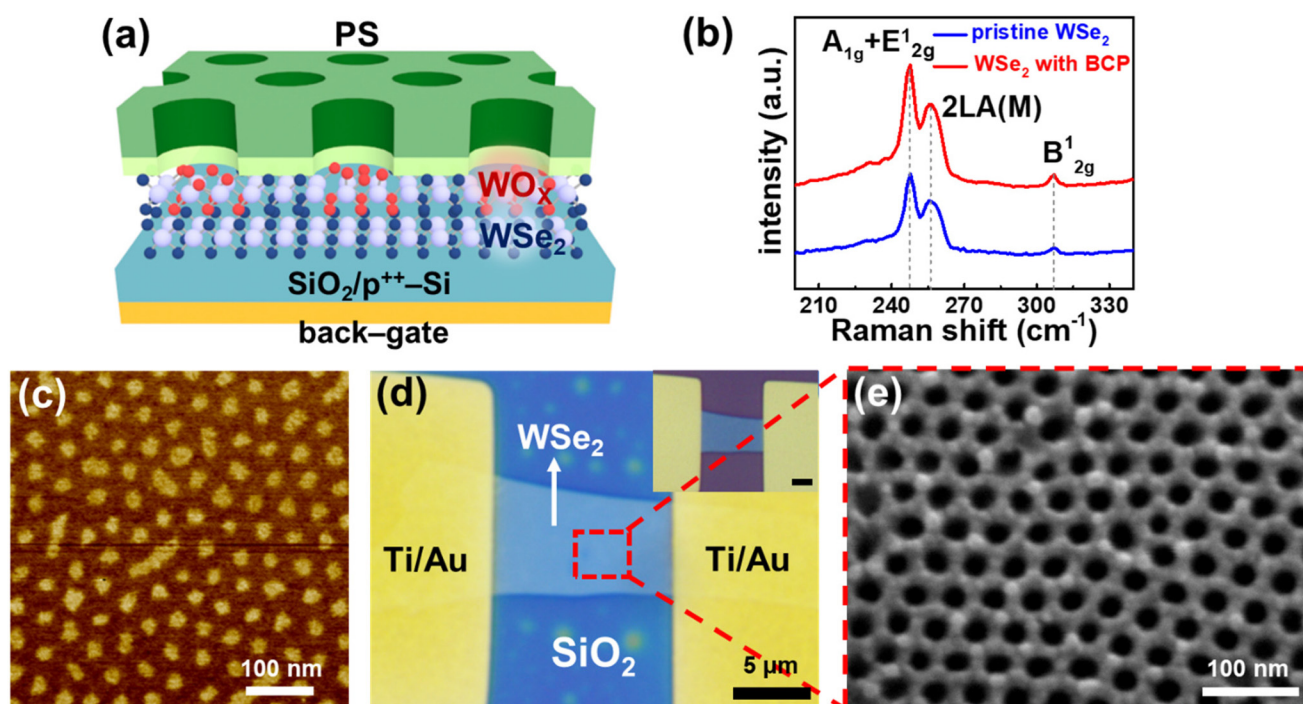 (a)
PS
WOₓ
WSe₂
SiO₂/p⁺⁺–Si
back–gate
(b)
pristine WSe₂
WSe₂ with BCP
A₁g+E¹₂g
2LA(M)
B¹₂g
intensity (a.u.)
210 240 270 300 330
Raman shift (cm⁻¹)
(c)
100 nm
(d)
WSe₂
Ti/Au
Ti/Au
SiO₂
5 µm
(e)
100 nm